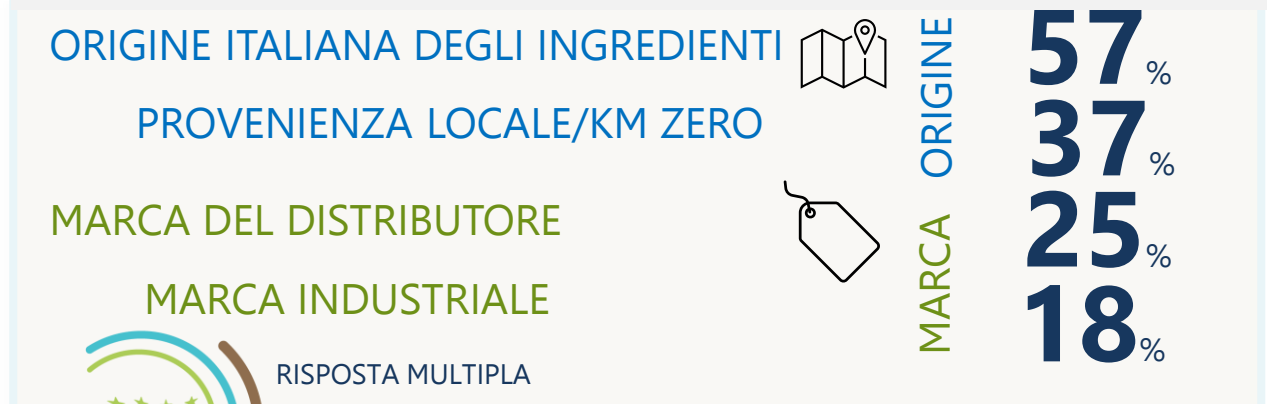 ORIGINE ITALIANA DEGLI INGREDIENTI
57%
PROVENIENZA LOCALE/KM ZERO
37%
ORIGINE
MARCA DEL DISTRIBUTORE
25%
MARCA INDUSTRIALE
18%
MARCA
RISPOSTA MULTIPLA